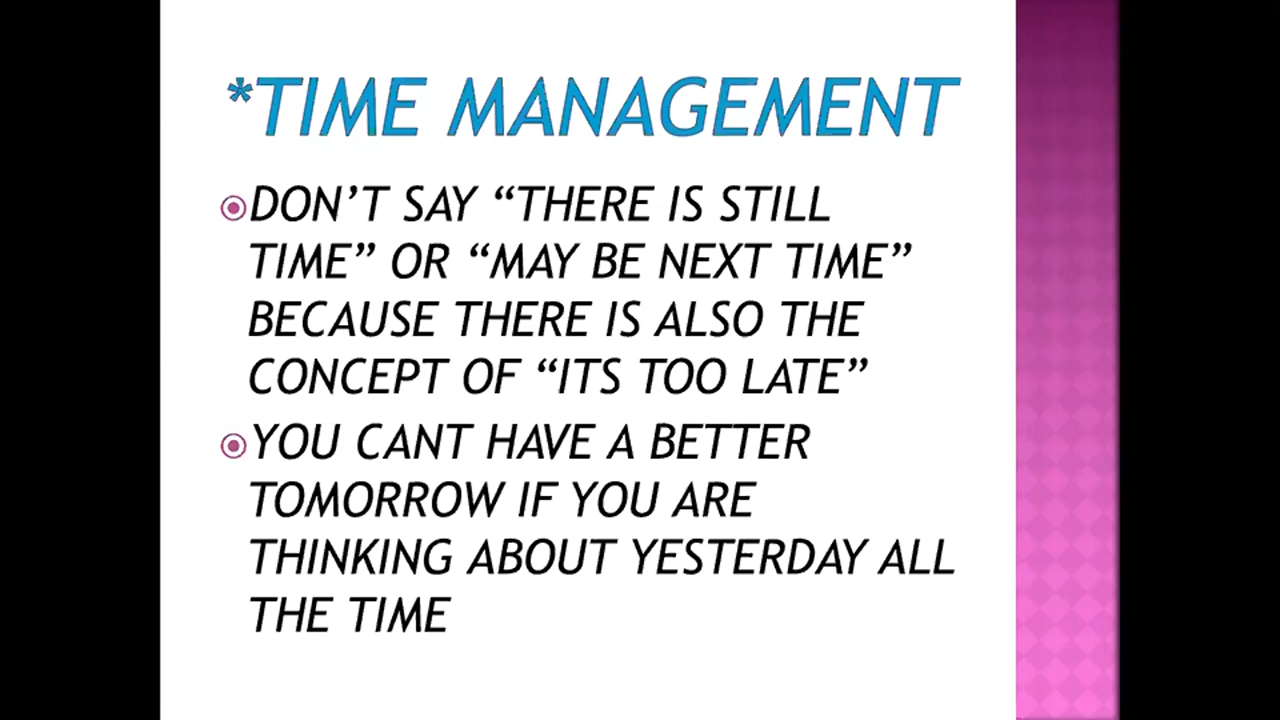 *TIME MANAGEMENT
DON’T SAY “THERE IS STILL
TIME” OR “MAY BE NEXT TIME”
BECAUSE THERE IS ALSO THE
CONCEPT OF “ITS TOO LATE”
YOU CANT HAVE A BETTER
TOMORROW IF YOU ARE
THINKING ABOUT YESTERDAY ALL
THE TIME